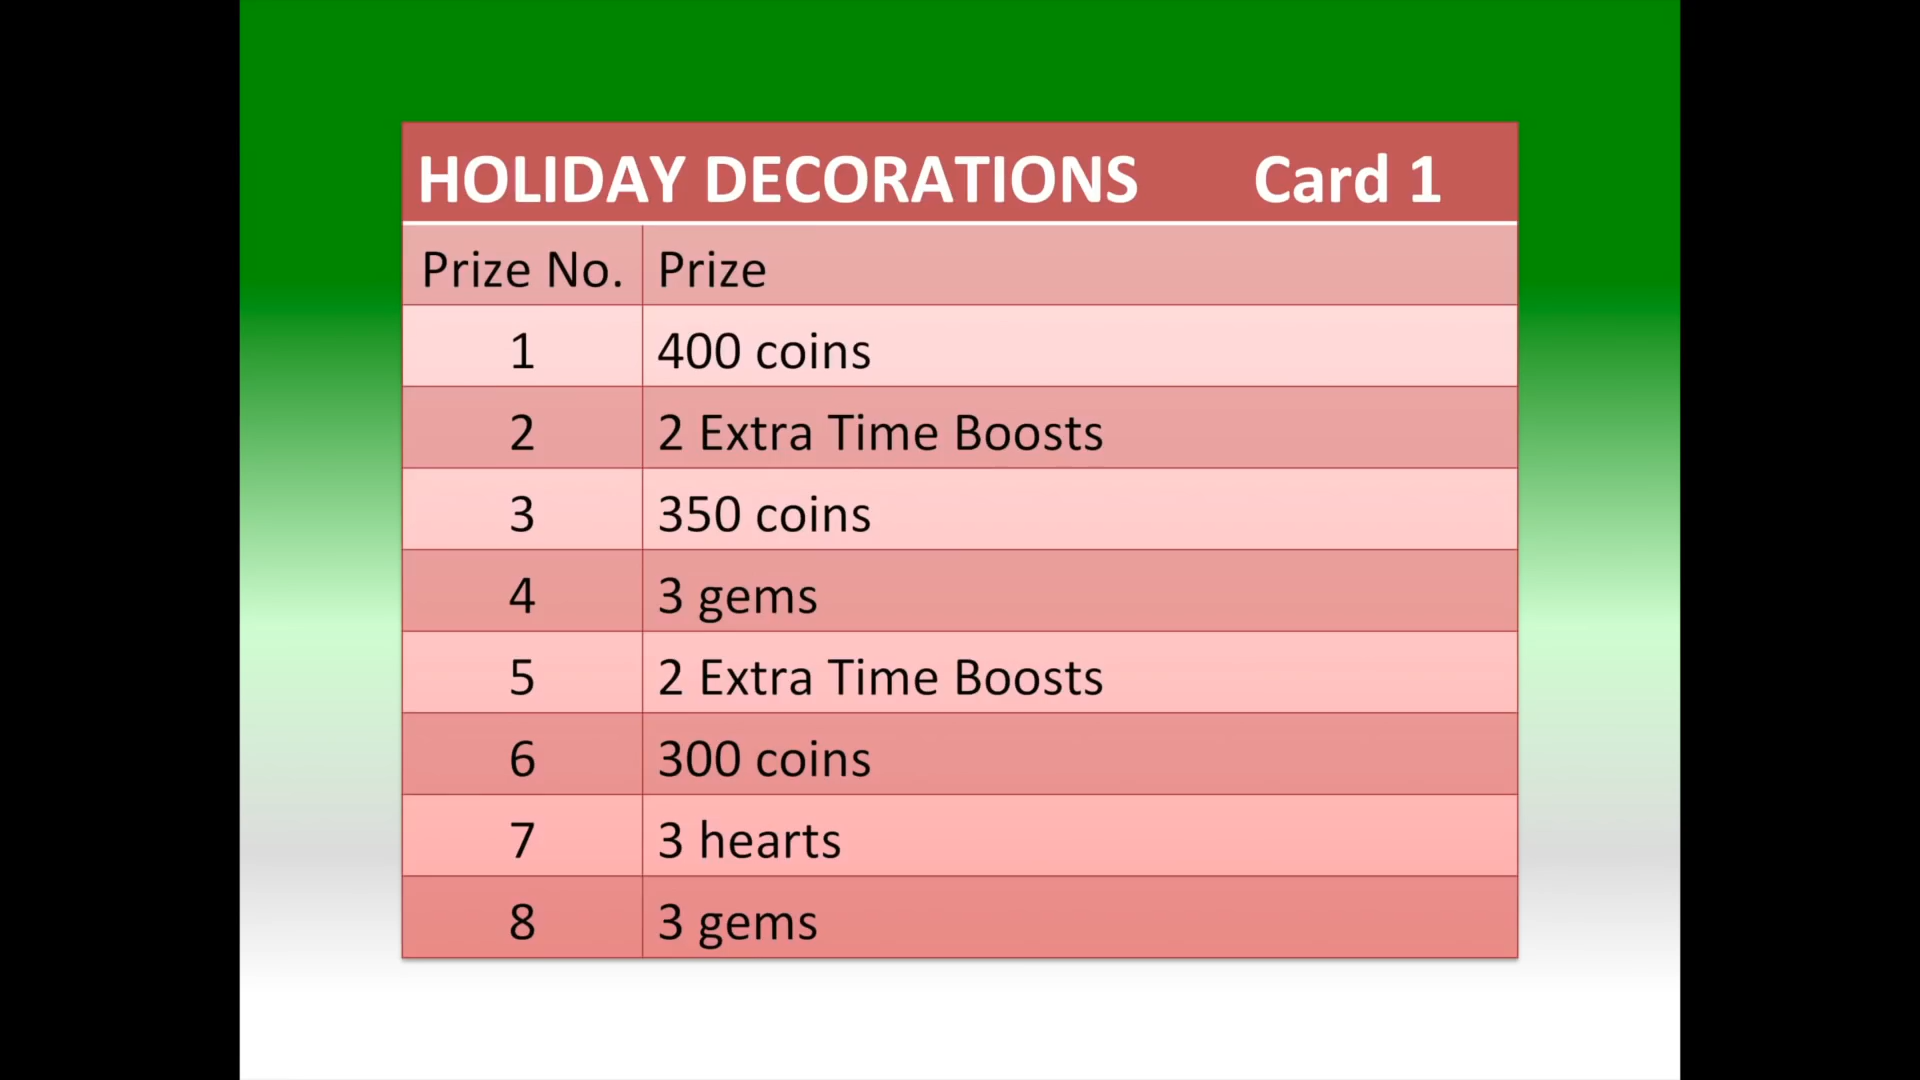 HOLIDAY DECORATIONS Card 1
Prize No. Prize
1 400 coins
2 2 Extra Time Boosts
3 350 coins
4 3 gems
5 2 Extra Time Boosts
6 300 coins
7 3 hearts
8 3 gems